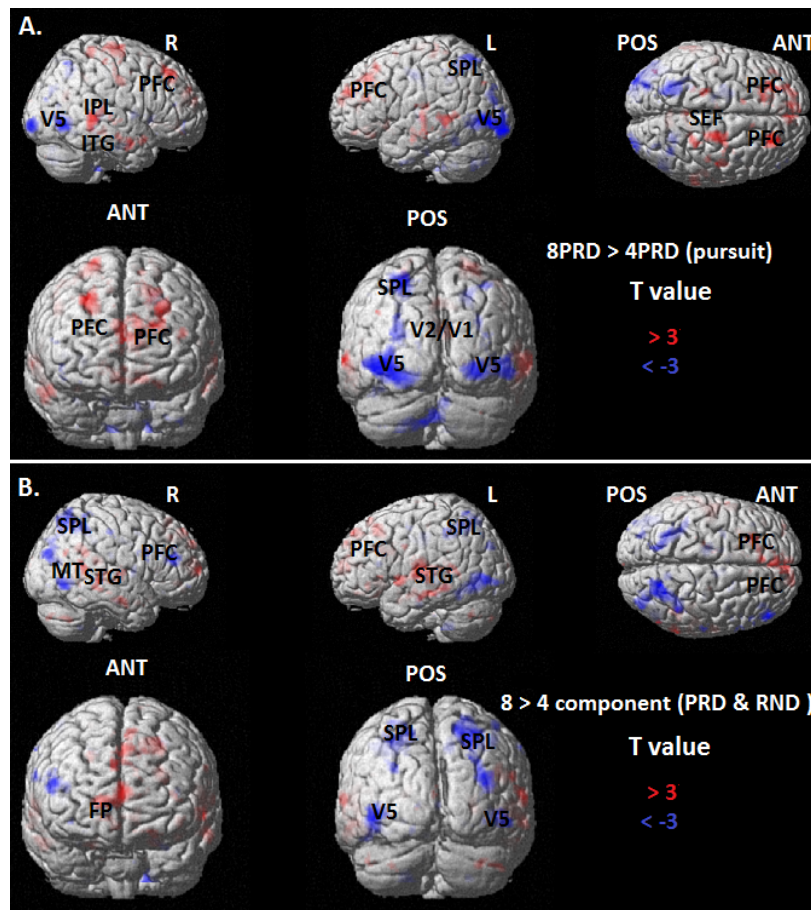 A.
R
L
POS
ANT
PFC
V5
IPL
ITG
PFC
SPL
V5
PFC
SEF
PFC
ANT
POS
PFC
PFC
SPL
V2/V1
V5
V5
8PRD > 4PRD (pursuit)
T value
> 3
< -3
B.
R
L
POS
ANT
SPL
PFC
MT
STG
PFC
SPL
STG
PFC
PFC
ANT
POS
FP
SPL
SPL
V5
V5
8 > 4 component (PRD & RND )
T value
> 3
< -3